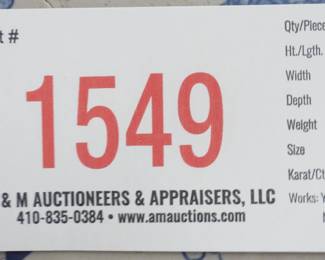 t #
1549
& M AUCTIONEERS & APPRAISERS, LLC
410-835-0384 • www.amauctions.com
Qty/Piece
Ht./Lgth.
Width
Depth
Weight
Size
Karat/Ct
Works: Y